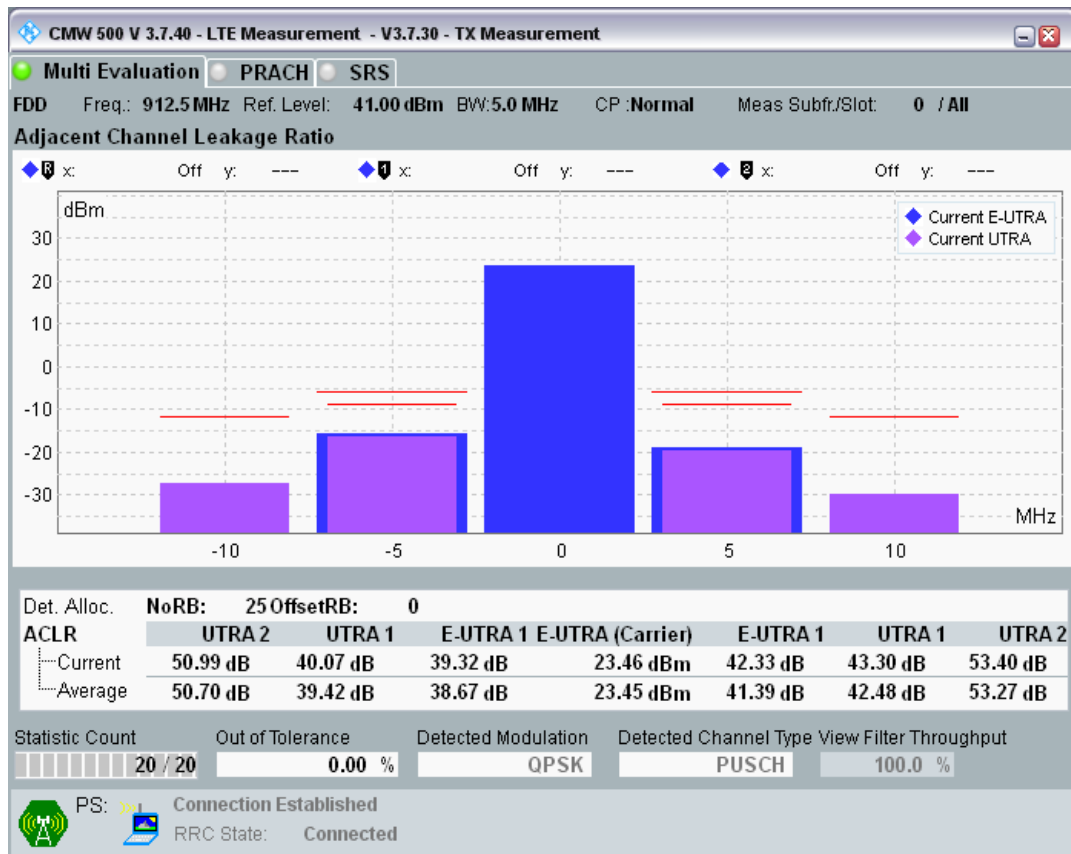 CMW 500 V 3.7.40 - LTE Measurement - V3.7.30 - TX Measurement
Multi Evaluation PRACH SRS
FDD Freq.: 912.5 MHz Ref. Level: 41.00 dBm BW:5.0 MHz CP :Normal Meas Subfr./Slot: 0 / All
Adjacent Channel Leakage Ratio
R x: Off y: --- 1 x: Off y: --- 2 x: Off y: ---
dBm
Current E-UTRA
Current UTRA
30
20
10
0
-10
-20
-30
MHz
-10 -5 0 5 10
Det. Alloc. NoRB: 25 OffsetRB: 0
ACLR UTRA 2 UTRA 1 E-UTRA 1 E-UTRA (Carrier) E-UTRA 1 UTRA 1 UTRA 2
Current 50.99 dB 40.07 dB 39.32 dB 23.46 dBm 42.33 dB 43.30 dB 53.40 dB
Average 50.70 dB 39.42 dB 38.67 dB 23.45 dBm 41.39 dB 42.48 dB 53.27 dB
Statistic Count Out of Tolerance Detected Modulation Detected Channel Type View Filter Throughput
20 / 20 0.00 % QPSK PUSCH 100.0 %
PS: Connection Established
RRC State: Connected